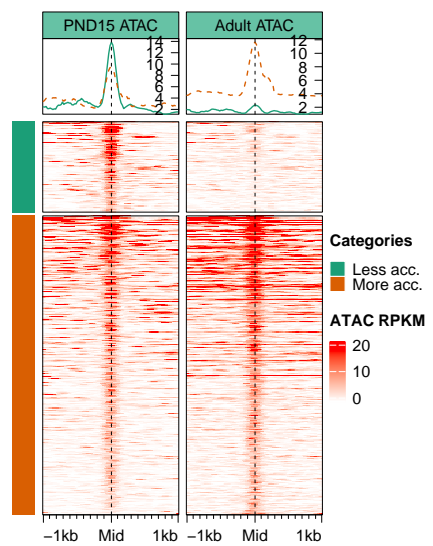 PND15 ATAC Adult ATAC
14
12
10
8
6
4
2
12
10
8
6
4
2
Categories
Less acc.
More acc.
ATAC RPKM
20
10
0
−1kb Mid 1kb −1kb Mid 1kb